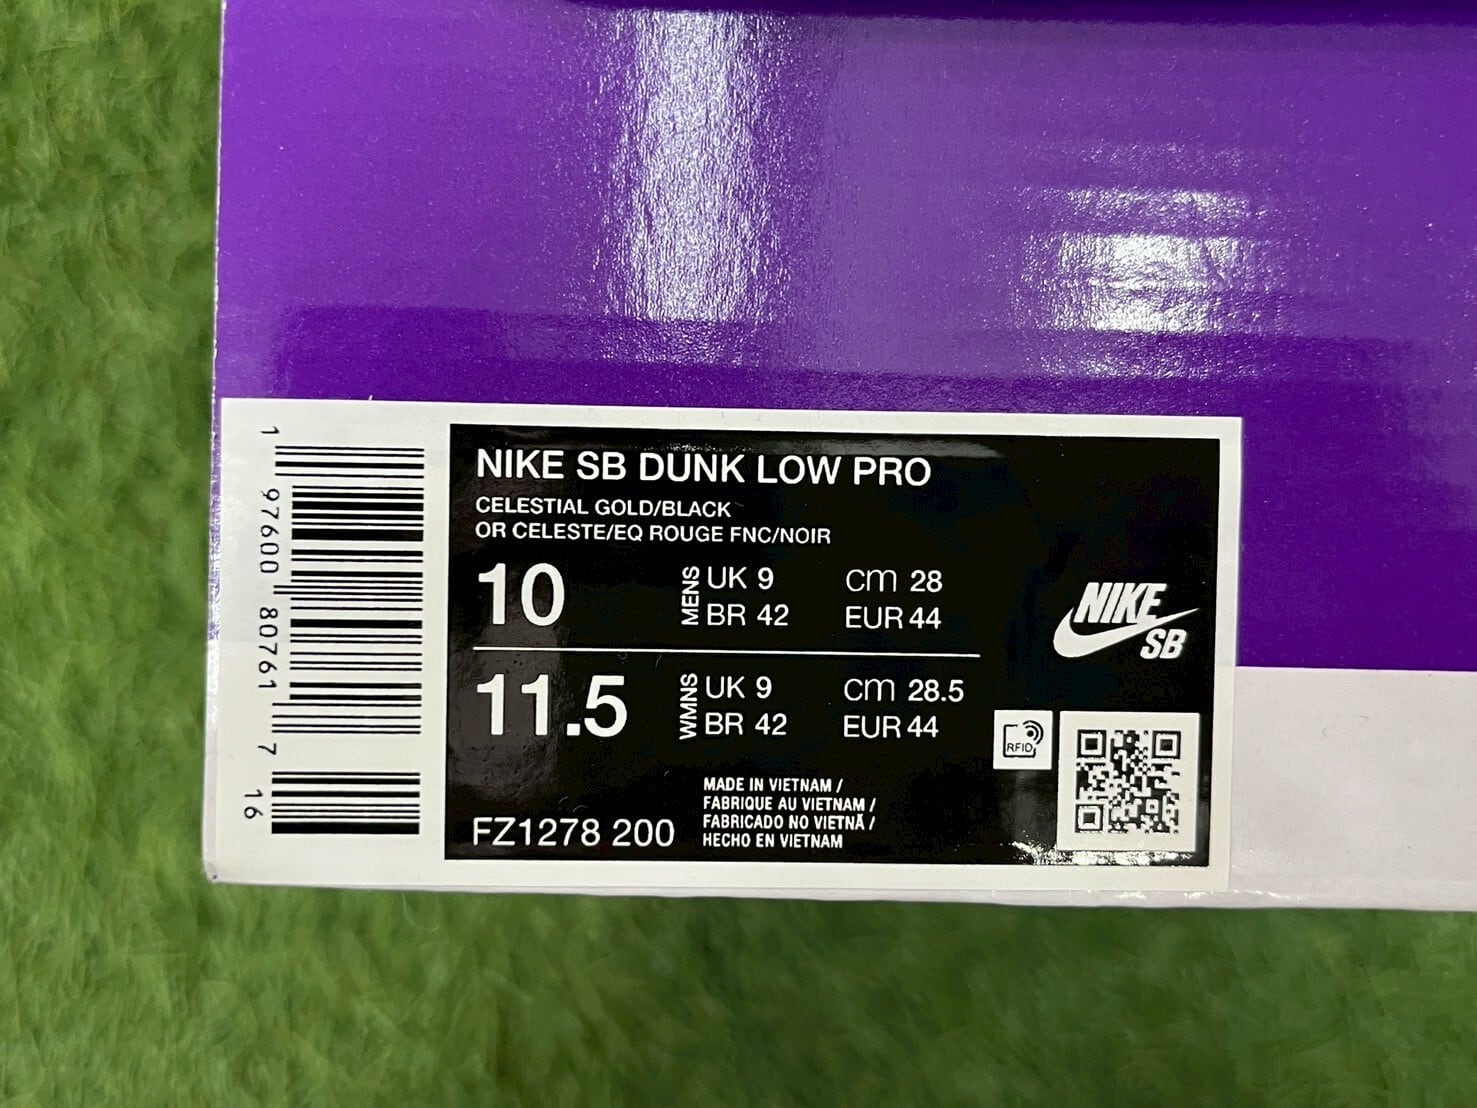 NIKE SB DUNK LOW PRO
CELESTIAL GOLD/BLACK
OR CELESTE/EQ ROUGE FNC/NOIR
10
MENS
UK 9
cm 28
BR 42
EUR 44
11.5
WMNS
UK 9
cm 28.5
BR 42
EUR 44
NIKE
SB
RFID
FZ1278 200
MADE IN VIETNAM /
FABRIQUE AU VIETNAM /
FABRICADO NO VIETNÃ /
HECHO EN VIETNAM
1 97600 80761 7 16